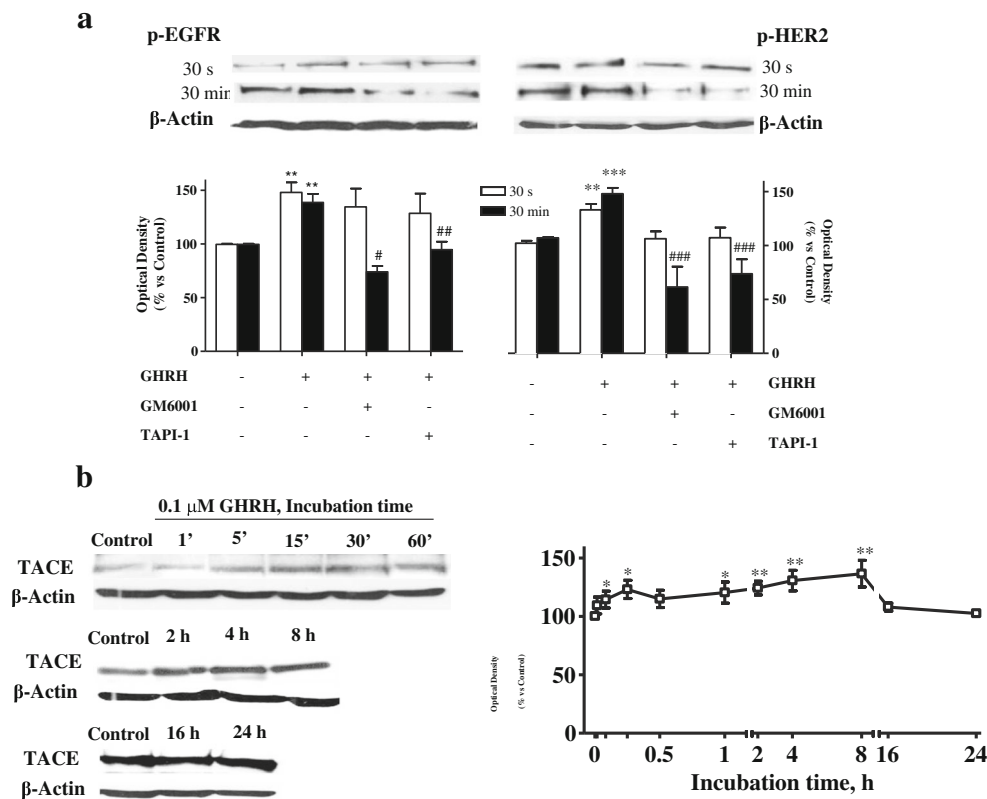 a
p-EGFR
p-HER2
30 s
30 s
30 min
30 min
β-Actin
β-Actin
Optical Density
(% vs Control)
150
100
50
0
** ** # ##
30 s
30 min
** *** ### ###
150
100
50
0
Optical Density
(% vs Control)
GHRH - + + + - + + + GHRH
GM6001 - - + - - - + - GM6001
TAPI-1 - - - + - - - + TAPI-1
b
0.1 μM GHRH, Incubation time
Control 1’ 5’ 15’ 30’ 60’
TACE
β-Actin
Control 2 h 4 h 8 h
TACE
β-Actin
Control 16 h 24 h
TACE
β-Actin
Optical Density
(% vs Control)
150
100
50
0
* * * ** ** **
0 0.5 1 2 4 8 16 24
Incubation time, h